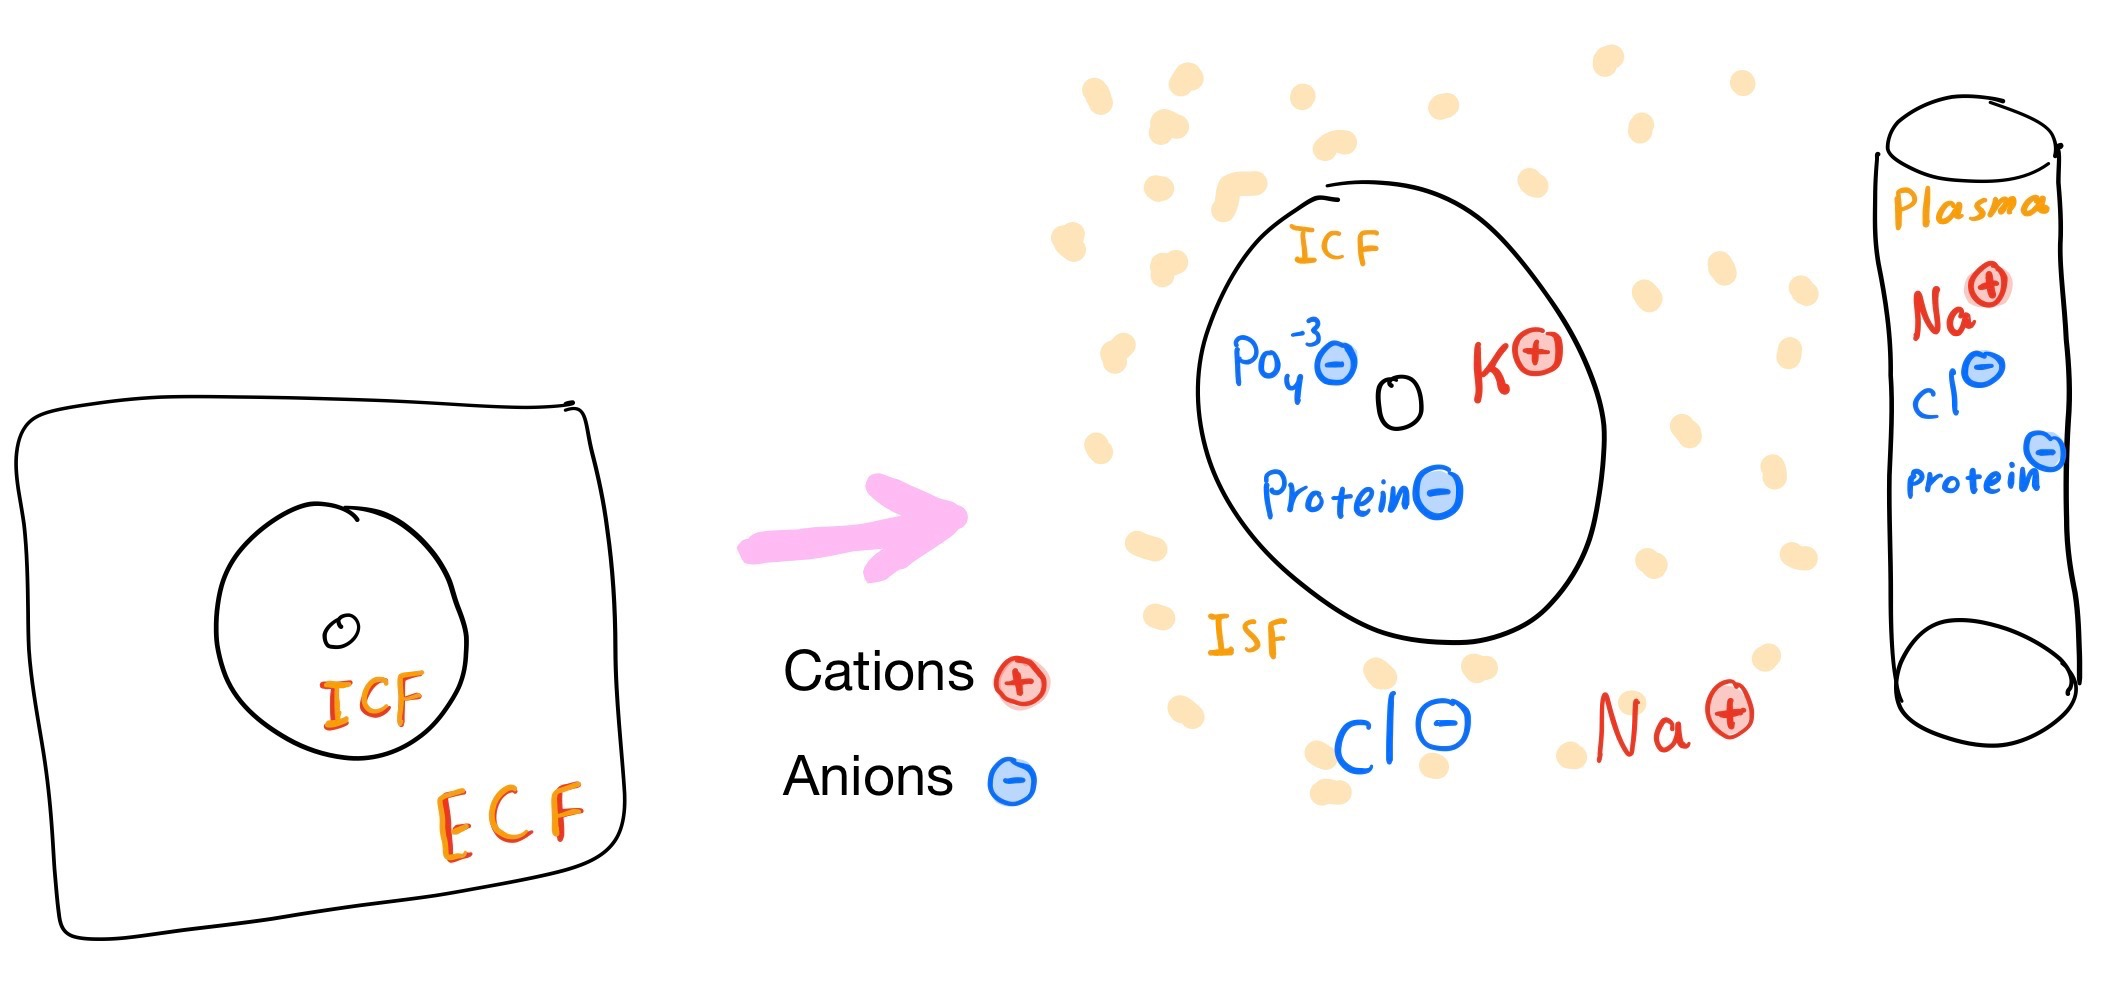 ICF
ECF
Cations +
Anions -
ICF
Po₄⁻³ -
K +
Protein -
ISF
Cl -
Na +
Plasma
Na +
cl -
protein -